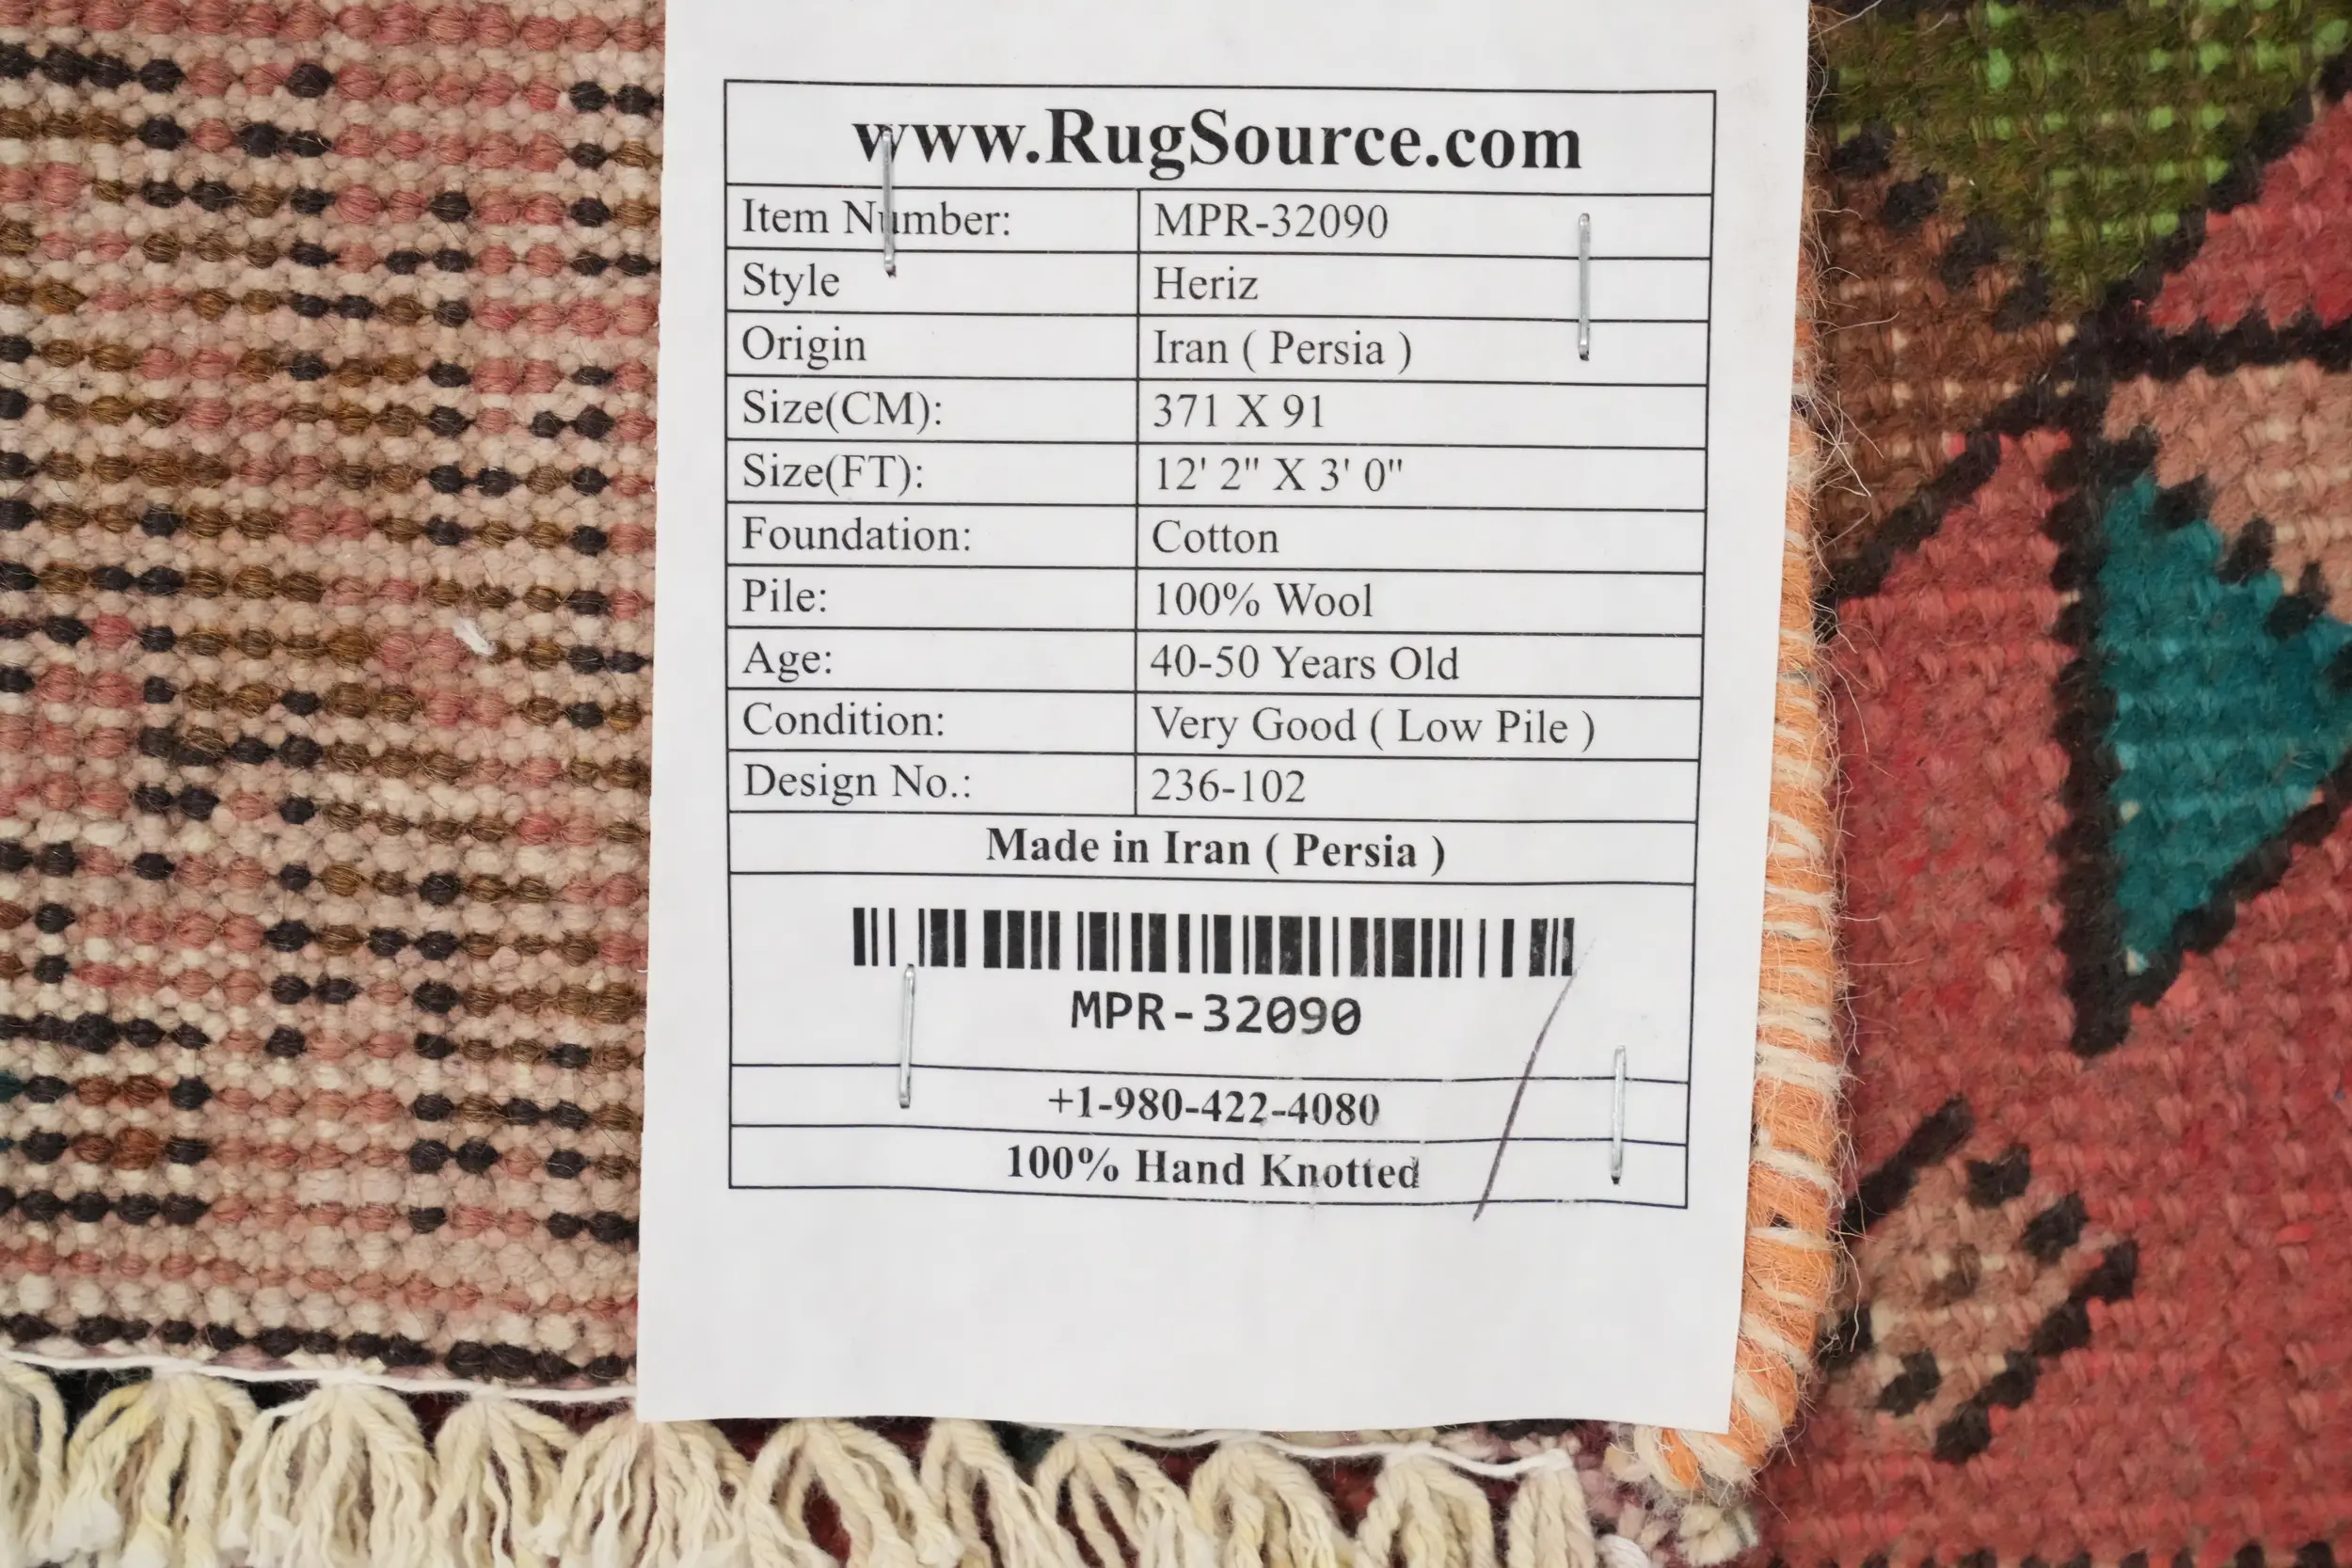 www.RugSource.com
Item Number: MPR-32090
Style Heriz
Origin Iran ( Persia )
Size(CM): 371 X 91
Size(FT): 12' 2" X 3' 0"
Foundation: Cotton
Pile: 100% Wool
Age: 40-50 Years Old
Condition: Very Good ( Low Pile )
Design No.: 236-102
Made in Iran ( Persia )
MPR-32090
+1-980-422-4080
100% Hand Knotted